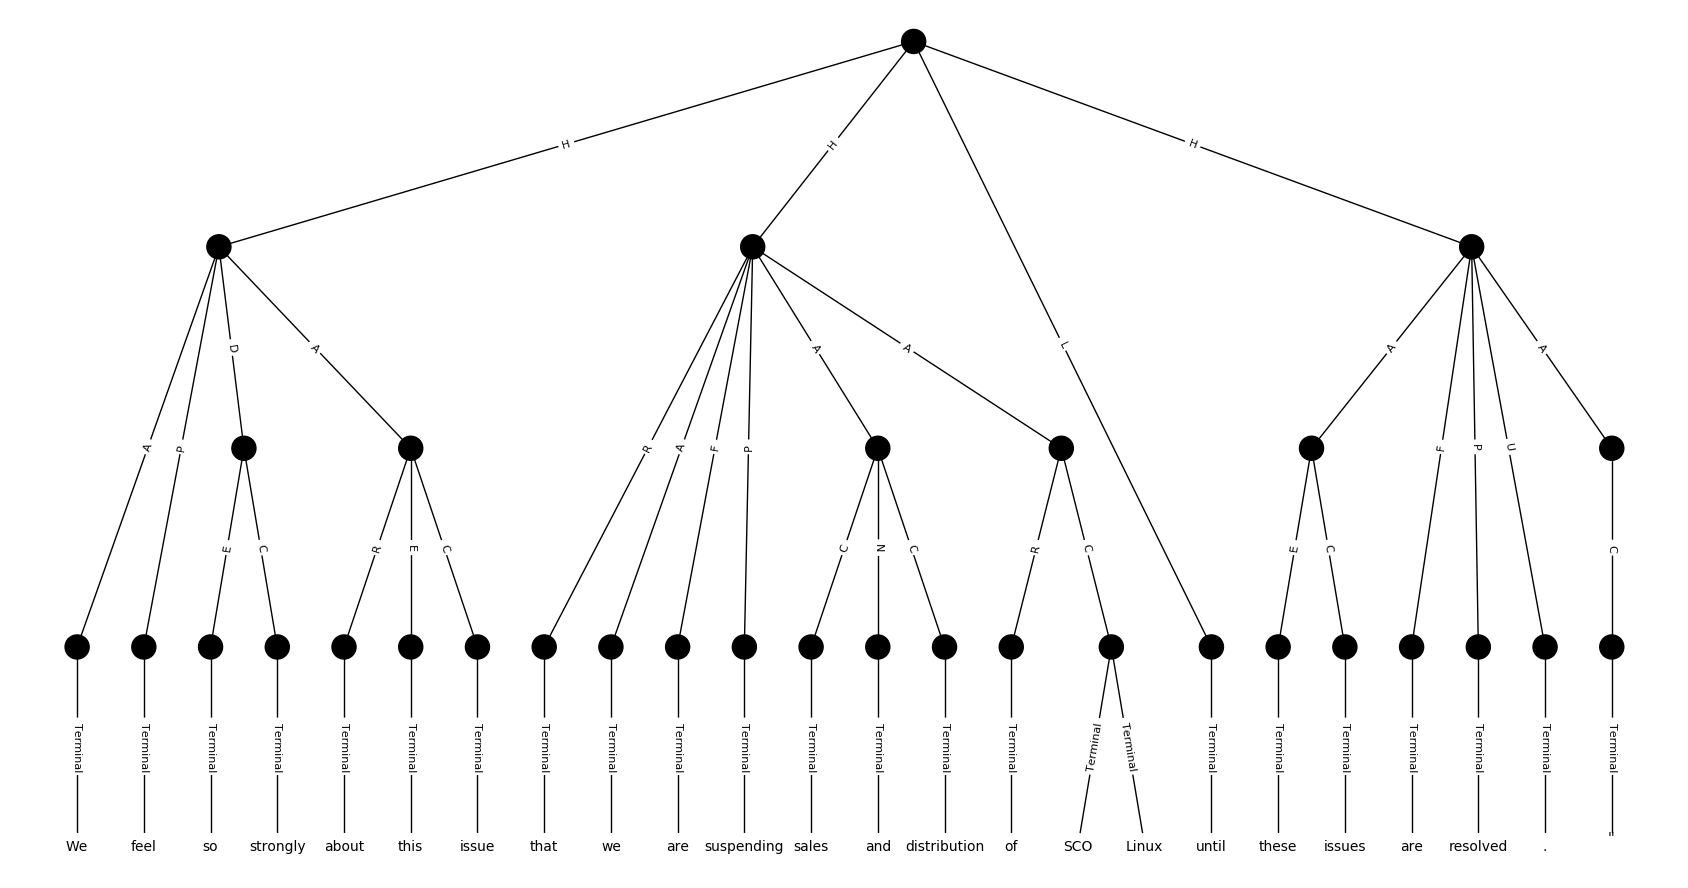 H H L H
A P D A R A F P A A A F P U A
E C R E C C N C R C E C C
Terminal Terminal Terminal Terminal Terminal Terminal Terminal Terminal Terminal Terminal Terminal Terminal Terminal Terminal Terminal Terminal Terminal Terminal Terminal Terminal Terminal Terminal Terminal Terminal
We feel so strongly about this issue that we are suspending sales and distribution of SCO Linux until these issues are resolved . "